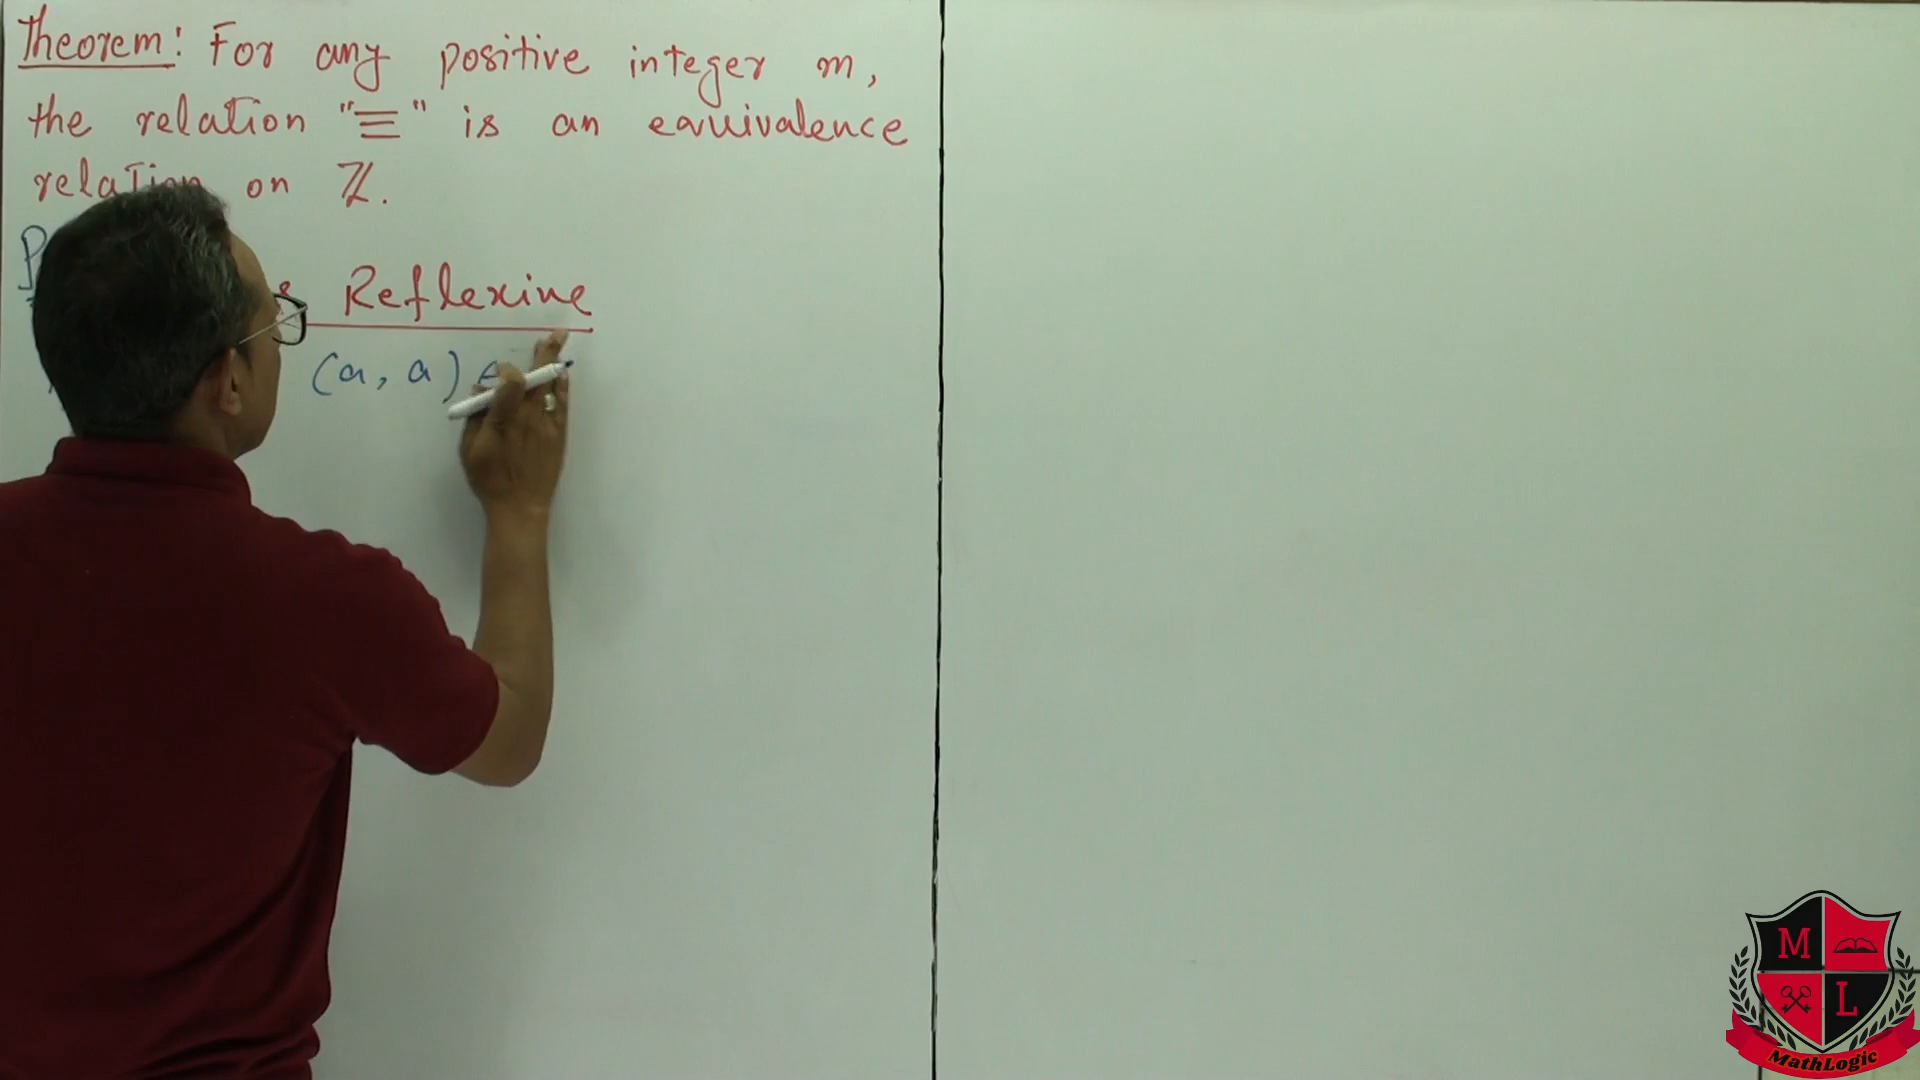 Theorem: For any positive integer m,
the relation "≡" is an equivalence
relation on ℤ.
Reflexive
(a, a) ∈
M
L
MathLogic